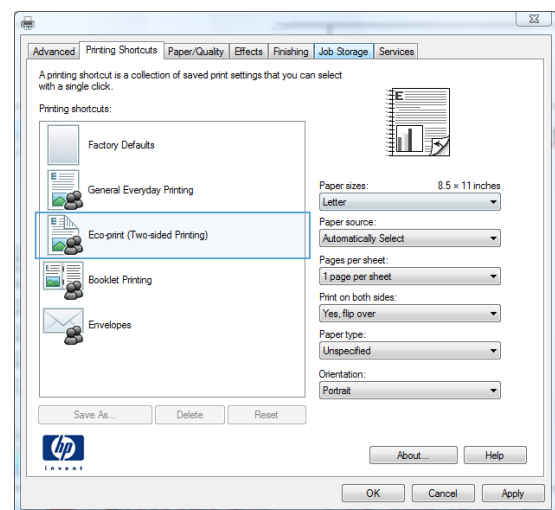 Advanced Printing Shortcuts Paper/Quality Effects Finishing Job Storage Services
A printing shortcut is a collection of saved print settings that you can select
with a single click.
Printing shortcuts:
Factory Defaults
General Everyday Printing
Eco-print (Two-sided Printing)
Booklet Printing
Envelopes
E
E
E
E
Paper sizes: 8.5 × 11 inches
Letter
Paper source:
Automatically Select
Pages per sheet:
1 page per sheet
Print on both sides:
Yes, flip over
Paper type:
Unspecified
Orientation:
Portrait
Save As... Delete Reset
hp
invent
About... Help
OK Cancel Apply